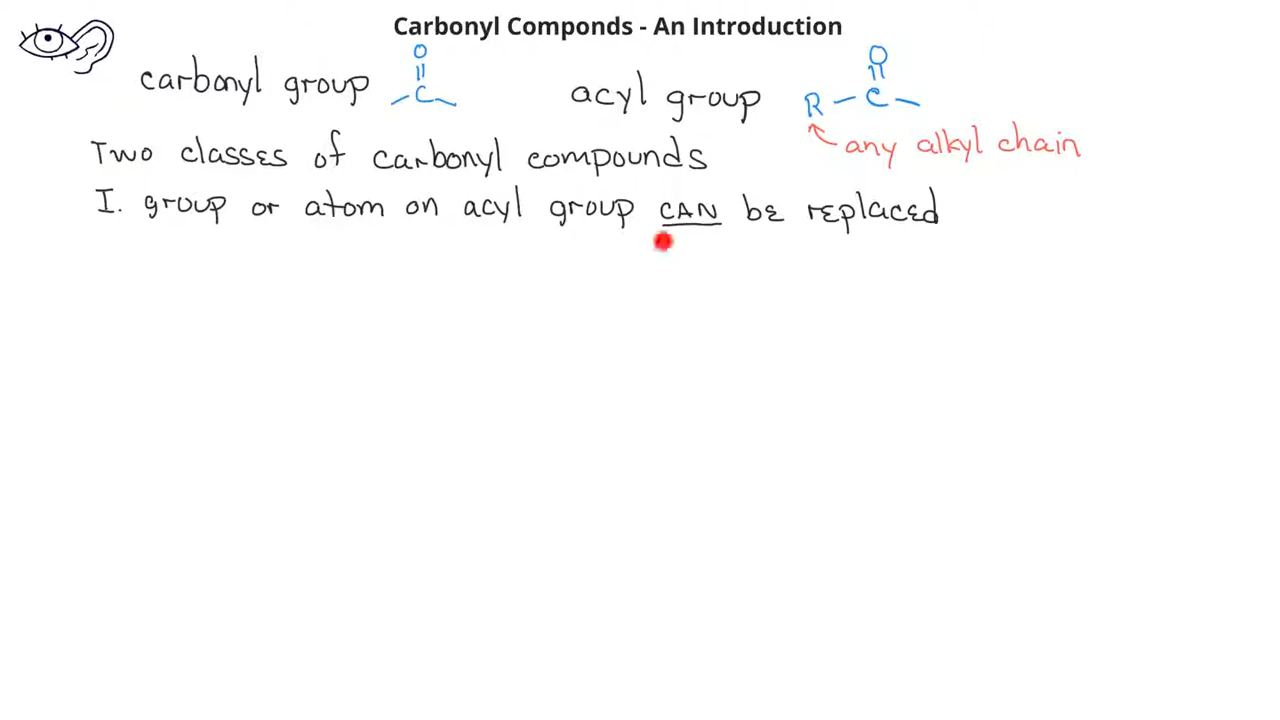 Carbonyl Componds - An Introduction
carbonyl group O
C
acyl group O
R - C
any alkyl chain
Two classes of carbonyl compounds
I. group or atom on acyl group CAN be replaced